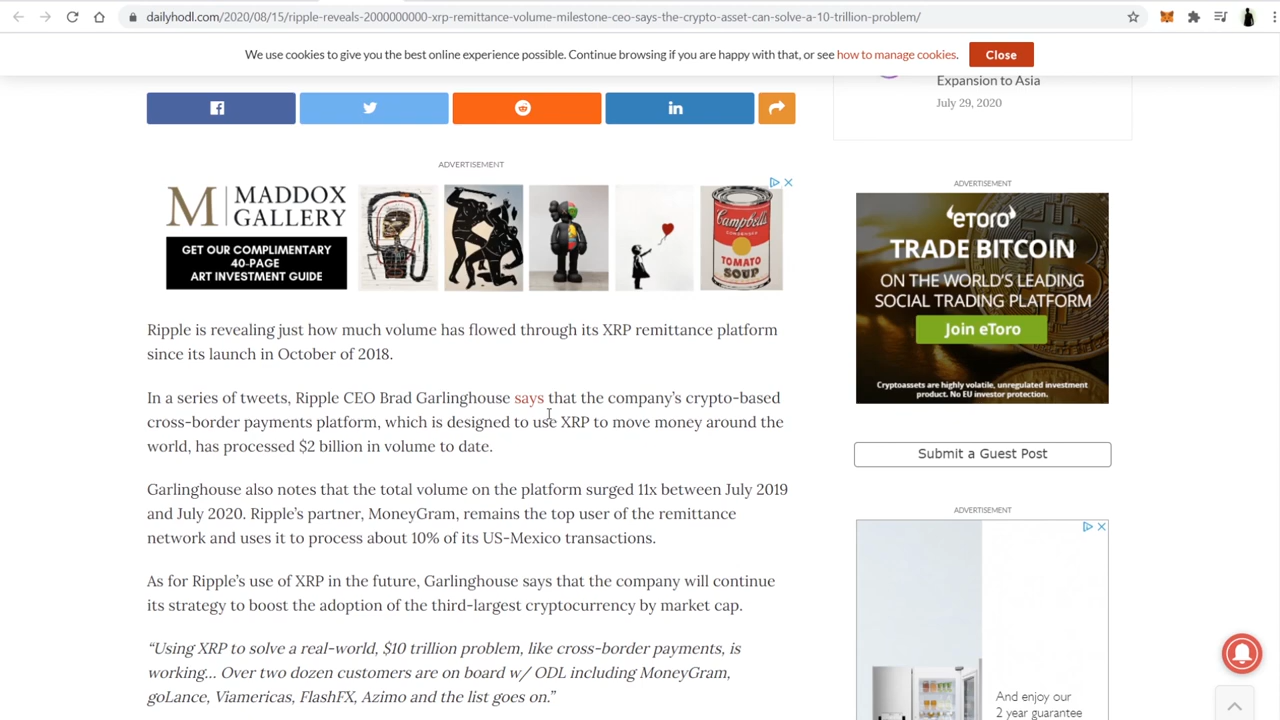 dailyhodl.com/2020/08/15/ripple-reveals-2000000000-xrp-remittance-volume-milestone-ceo-says-the-crypto-asset-can-solve-a-10-trillion-problem/
We use cookies to give you the best online experience possible. Continue browsing if you are happy with that, or see how to manage cookies.
Close
Expansion to Asia
July 29, 2020
ADVERTISEMENT
M MADDOX
GALLERY
GET OUR COMPLIMENTARY
40-PAGE
ART INVESTMENT GUIDE
Campbell's
TOMATO
SOUP
Ripple is revealing just how much volume has flowed through its XRP remittance platform
since its launch in October of 2018.
In a series of tweets, Ripple CEO Brad Garlinghouse says that the company's crypto-based
cross-border payments platform, which is designed to use XRP to move money around the
world, has processed $2 billion in volume to date.
Garlinghouse also notes that the total volume on the platform surged 11x between July 2019
and July 2020. Ripple's partner, MoneyGram, remains the top user of the remittance
network and uses it to process about 10% of its US-Mexico transactions.
As for Ripple's use of XRP in the future, Garlinghouse says that the company will continue
its strategy to boost the adoption of the third-largest cryptocurrency by market cap.
“Using XRP to solve a real-world, $10 trillion problem, like cross-border payments, is
working… Over two dozen customers are on board w/ ODL including MoneyGram,
goLance, Viamericas, FlashFX, Azimo and the list goes on.”
ADVERTISEMENT
eToro
TRADE BITCOIN
ON THE WORLD'S LEADING
SOCIAL TRADING PLATFORM
Join eToro
Cryptoassets are highly volatile, unregulated investment
product. No EU investor protection.
Submit a Guest Post
ADVERTISEMENT
And enjoy our
2 year guarantee